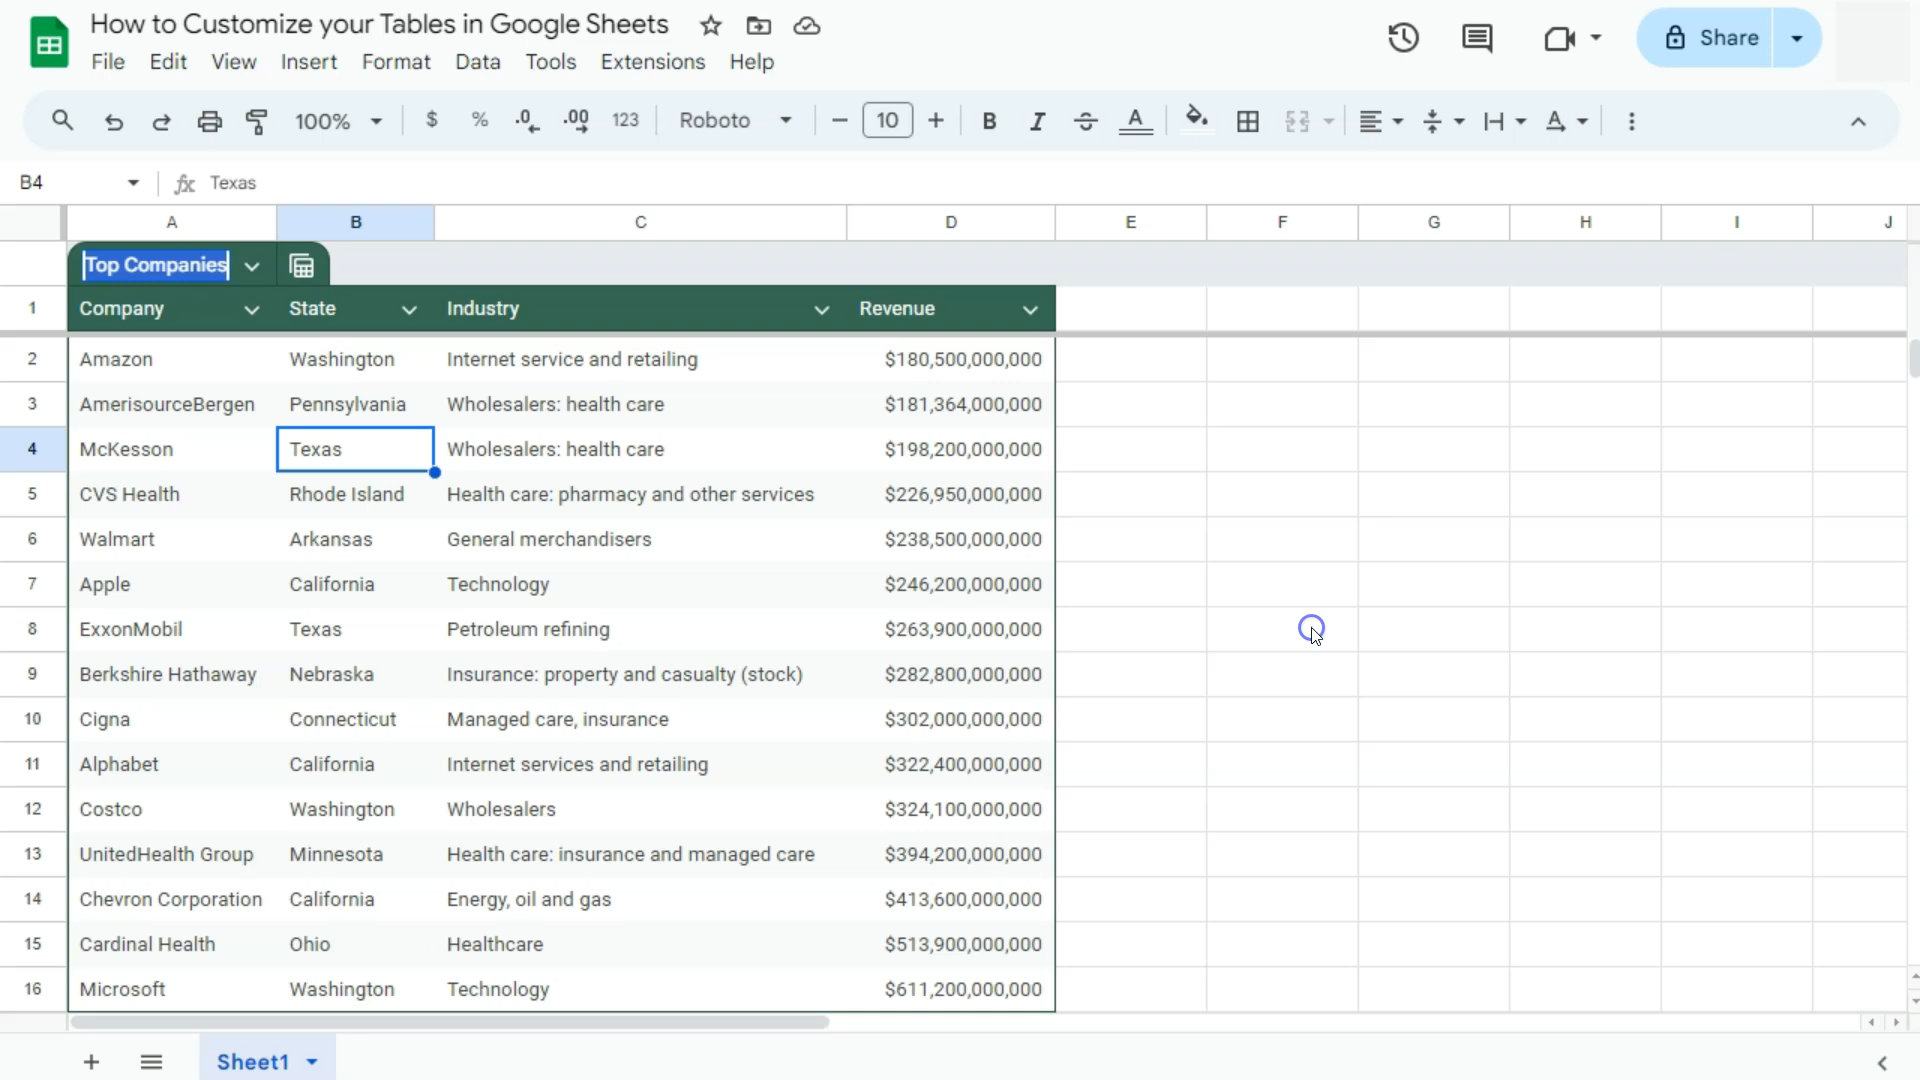 How to Customize your Tables in Google Sheets
File Edit View Insert Format Data Tools Extensions Help
Share
100% $ % .0 .00 123 Roboto 10 B I S A A
B4 fx Texas
A B C D E F G H I J
Top Companies
1 Company State Industry Revenue
2 Amazon Washington Internet service and retailing $180,500,000,000
3 AmerisourceBergen Pennsylvania Wholesalers: health care $181,364,000,000
4 McKesson Texas Wholesalers: health care $198,200,000,000
5 CVS Health Rhode Island Health care: pharmacy and other services $226,950,000,000
6 Walmart Arkansas General merchandisers $238,500,000,000
7 Apple California Technology $246,200,000,000
8 ExxonMobil Texas Petroleum refining $263,900,000,000
9 Berkshire Hathaway Nebraska Insurance: property and casualty (stock) $282,800,000,000
10 Cigna Connecticut Managed care, insurance $302,000,000,000
11 Alphabet California Internet services and retailing $322,400,000,000
12 Costco Washington Wholesalers $324,100,000,000
13 UnitedHealth Group Minnesota Health care: insurance and managed care $394,200,000,000
14 Chevron Corporation California Energy, oil and gas $413,600,000,000
15 Cardinal Health Ohio Healthcare $513,900,000,000
16 Microsoft Washington Technology $611,200,000,000
Sheet1